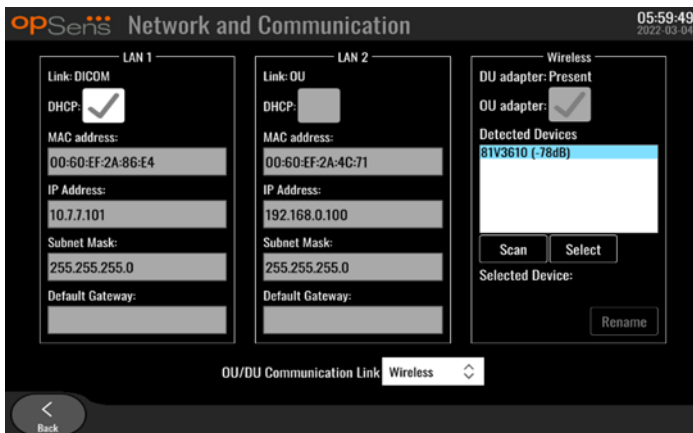 opSens Network and Communication
05:59:49
2022-03-04
LAN 1
Link: DICOM
DHCP:
MAC address:
00:60:EF:2A:86:E4
IP Address:
10.7.7.101
Subnet Mask:
255.255.255.0
Default Gateway:
LAN 2
Link: OU
DHCP:
MAC address:
00:60:EF:2A:4C:71
IP Address:
192.168.0.100
Subnet Mask:
255.255.255.0
Default Gateway:
Wireless
DU adapter: Present
OU adapter:
Detected Devices
81V3610 (-78dB)
Scan Select
Selected Device:
Rename
OU/DU Communication Link Wireless
Back